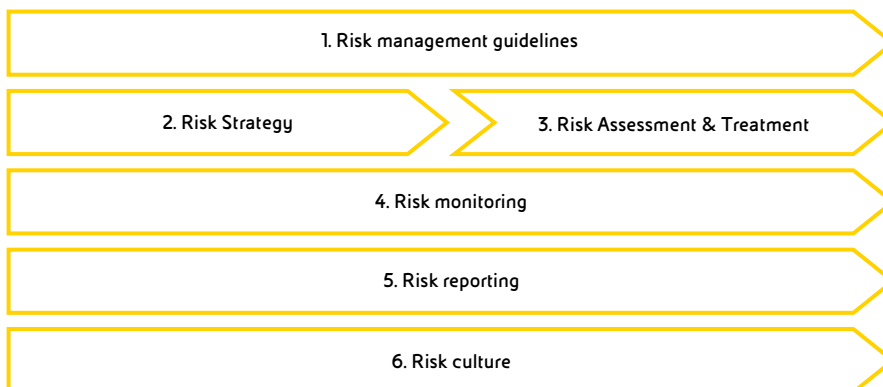 1. Risk management guidelines
2. Risk Strategy
3. Risk Assessment & Treatment
4. Risk monitoring
5. Risk reporting
6. Risk culture